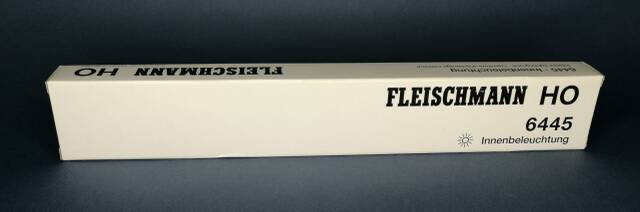 FLEISCHMANN HO
6445 · Innenbeleuchtung
FLEISCHMANN HO
6445
Innenbeleuchtung